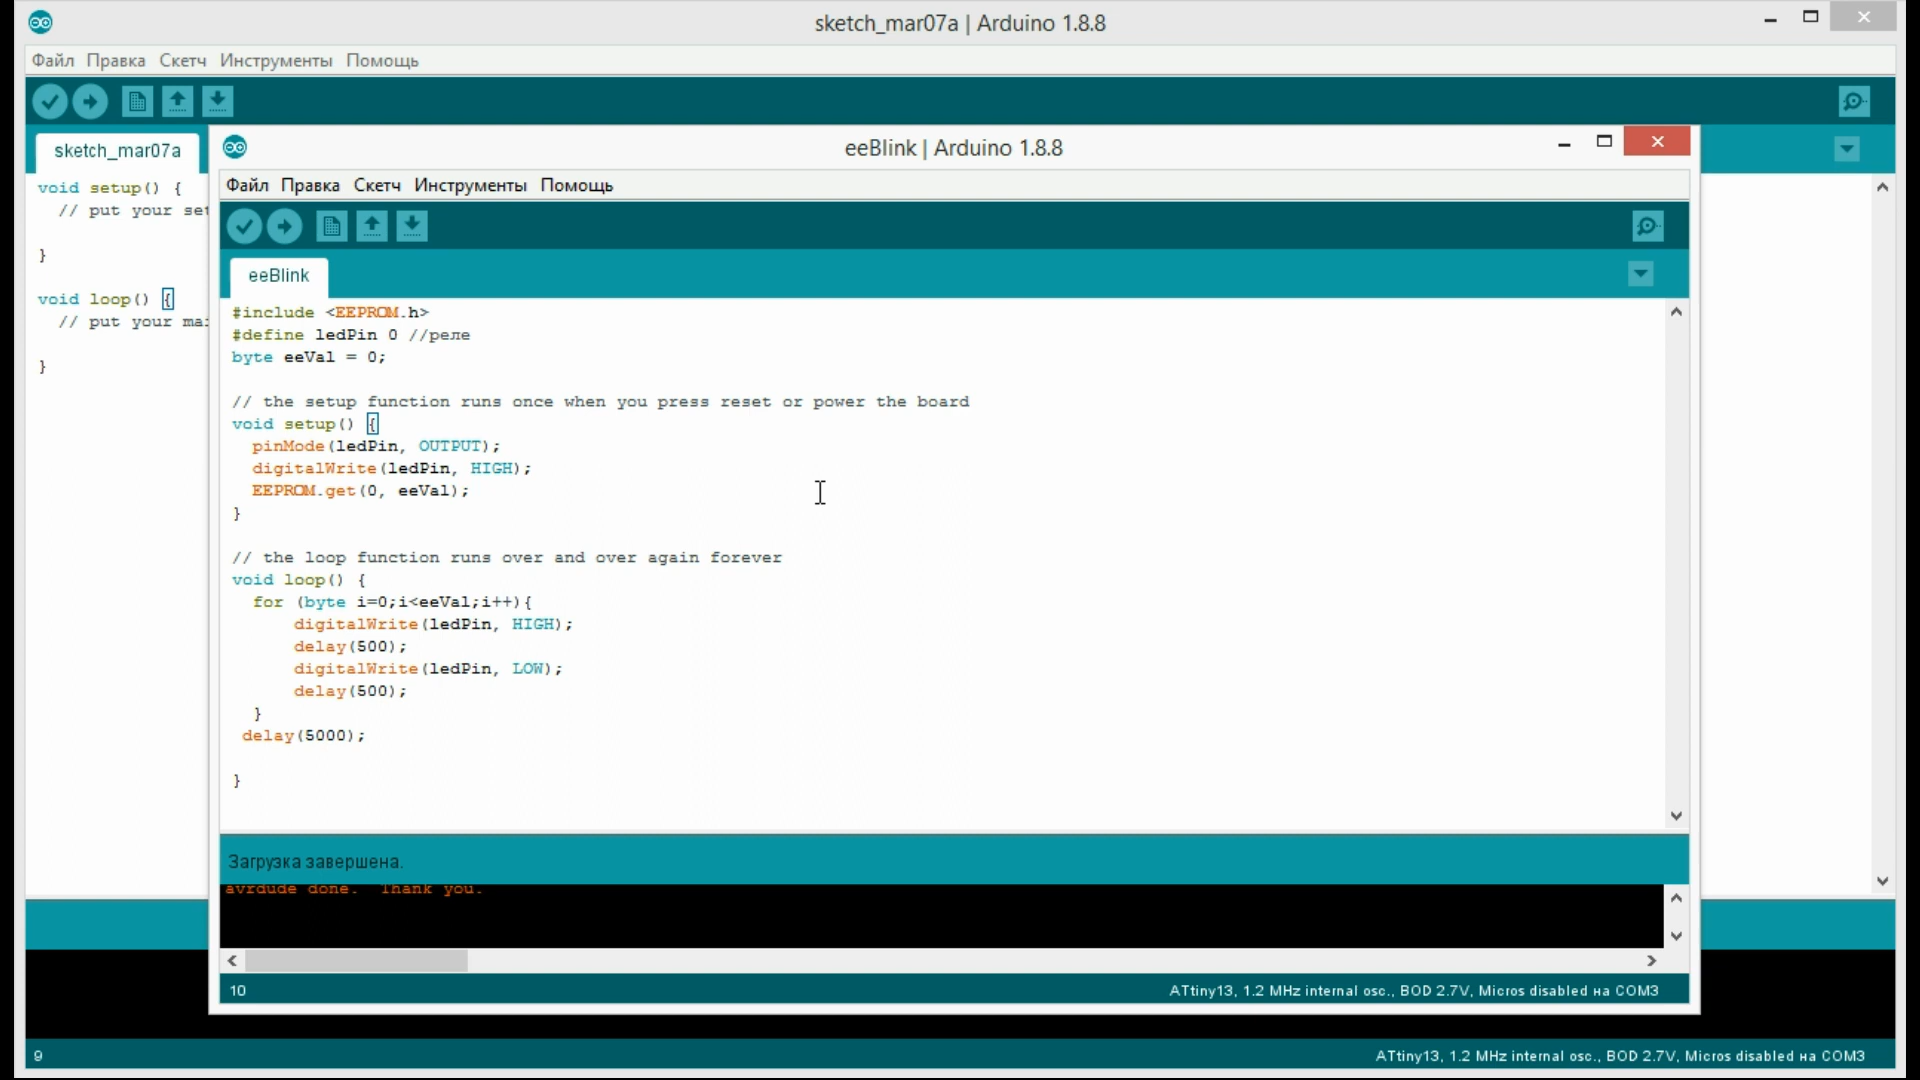 sketch_mar07a | Arduino 1.8.8
Файл Правка Скетч Инструменты Помощь
sketch_mar07a
void setup() {
// put your set
}
void loop() {
// put your mai
}
eeBlink | Arduino 1.8.8
Файл Правка Скетч Инструменты Помощь
eeBlink
#include <EEPROM.h>
#define ledPin 0 //реле
byte eeVal = 0;
// the setup function runs once when you press reset or power the board
void setup() {
pinMode(ledPin, OUTPUT);
digitalWrite(ledPin, HIGH);
EEPROM.get(0, eeVal);
}
// the loop function runs over and over again forever
void loop() {
for (byte i=0;i<eeVal;i++){
digitalWrite(ledPin, HIGH);
delay(500);
digitalWrite(ledPin, LOW);
delay(500);
}
delay(5000);
}
Загрузка завершена.
avrdude done.  Thank you.
10
ATtiny13, 1.2 MHz internal osc., BOD 2.7V, Micros disabled на COM3
9
ATtiny13, 1.2 MHz internal osc., BOD 2.7V, Micros disabled на COM3